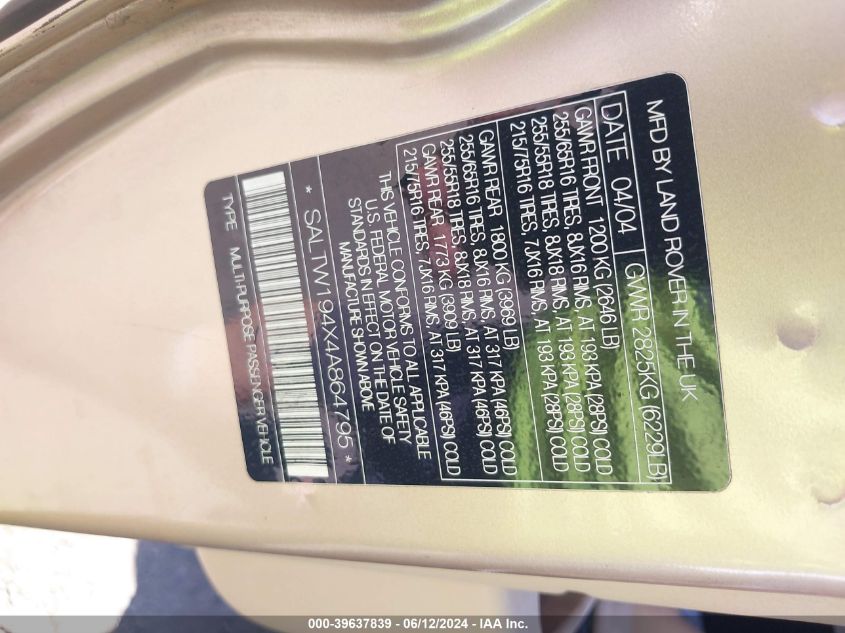 MFD BY LAND ROVER IN THE UK
DATE 04/04 GVWR 2825KG (6229LB)
GAWR FRONT 1200 KG (2646 LB)
255/65R16 TIRES, 8JX16 RIMS, AT 193 KPA (28PSI) COLD
255/55R18 TIRES, 8JX18 RIMS, AT 193 KPA (28PSI) COLD
215/75R16 TIRES, 7JX16 RIMS, AT 193 KPA (28PSI) COLD
GAWR REAR 1800 KG (3969 LB)
255/65R16 TIRES, 8JX16 RIMS, AT 317 KPA (46PSI) COLD
255/55R18 TIRES, 8JX18 RIMS, AT 317 KPA (46PSI) COLD
GAWR REAR 1773 KG (3909 LB)
215/75R16 TIRES, 7JX16 RIMS, AT 317 KPA (46PSI) COLD
THIS VEHICLE CONFORMS TO ALL APPLICABLE
U.S. FEDERAL MOTOR VEHICLE SAFETY
STANDARDS IN EFFECT ON THE DATE OF
MANUFACTURE SHOWN ABOVE
* SALTW194X4A864795 *
TYPE MULTI-PURPOSE PASSENGER VEHICLE
000-39637839 - 06/12/2024 - IAA Inc.